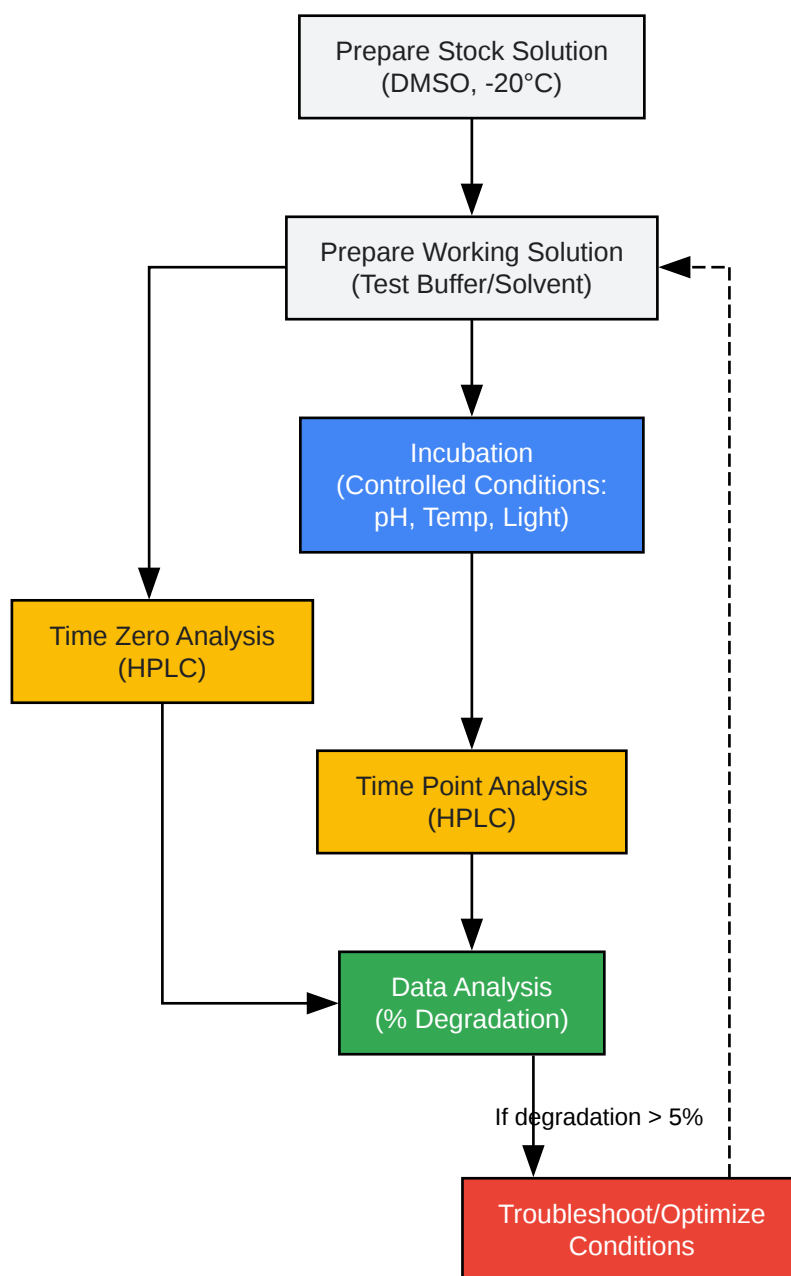 Prepare Stock Solution
(DMSO, -20°C)
Prepare Working Solution
(Test Buffer/Solvent)
Incubation
(Controlled Conditions:
pH, Temp, Light)
Time Zero Analysis
(HPLC)
Time Point Analysis
(HPLC)
Data Analysis
(% Degradation)
If degradation > 5%
Troubleshoot/Optimize
Conditions